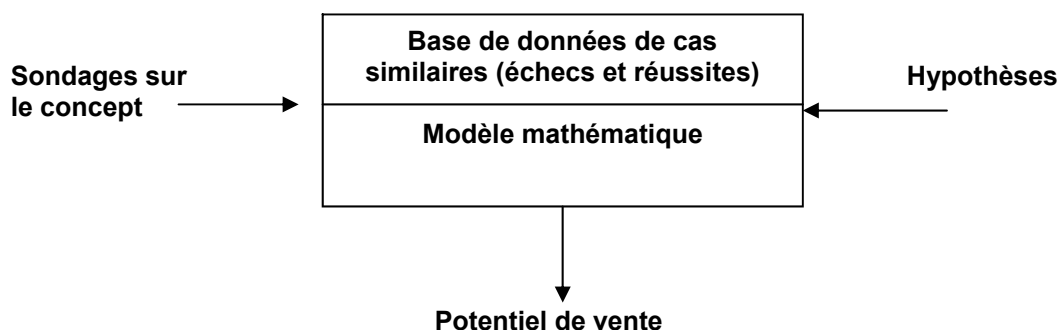 Base de données de cas
similaires (échecs et réussites)
Sondages sur
le concept
Hypothèses
Modèle mathématique
Potentiel de vente